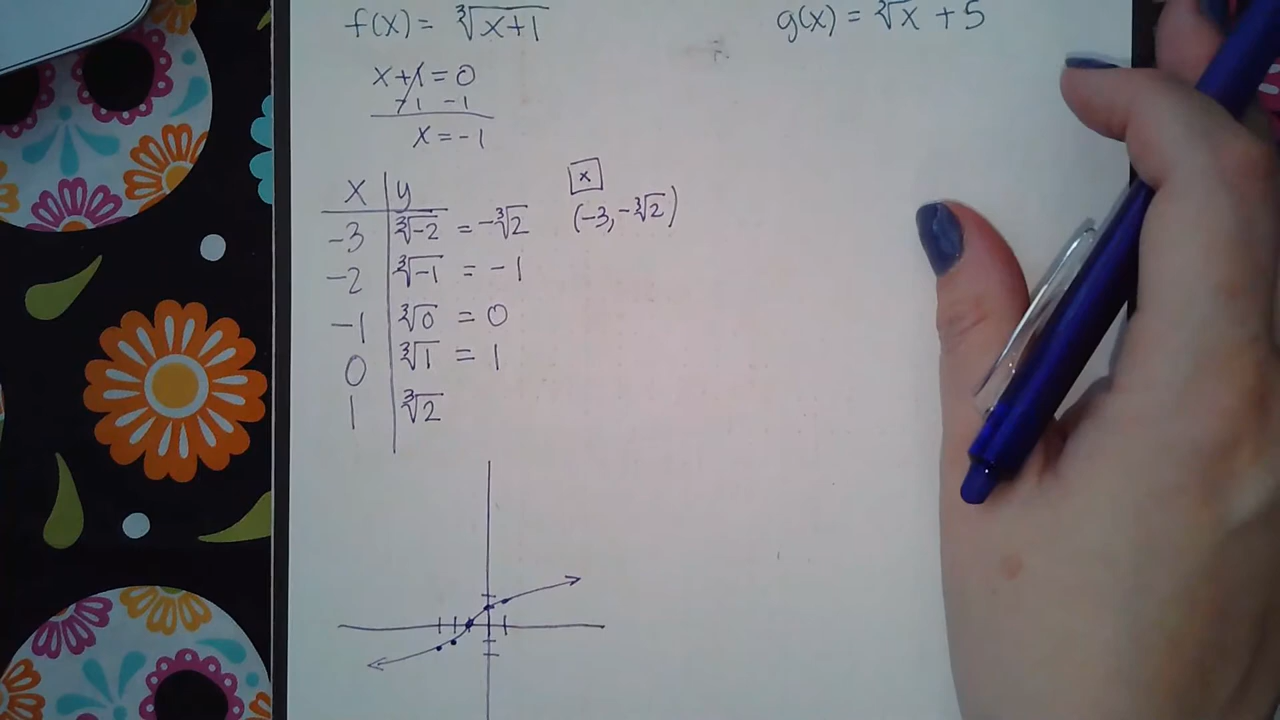 f(x) = ∛(x+1)
g(x) = ∛x + 5
x+1 = 0
-1 -1
x = -1
x | y
-3 | ∛-2 = -∛2
-2 | ∛-1 = -1
-1 | ∛0 = 0
0 | ∛1 = 1
1 | ∛2
x
(-3, -∛2)